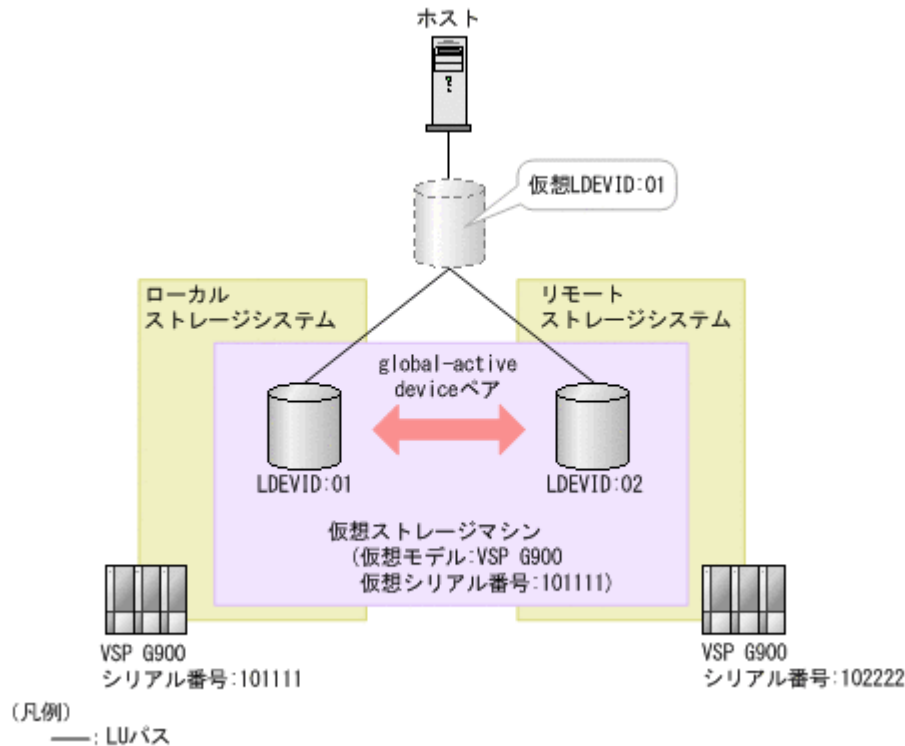 ホスト
仮想LDEVID:01
ローカル
ストレージシステム
リモート
ストレージシステム
global-active
deviceペア
LDEVID:01
LDEVID:02
仮想ストレージマシン
(仮想モデル:VSP G900
仮想シリアル番号:101111)
VSP G900
シリアル番号:101111
VSP G900
シリアル番号:102222
(凡例)
——: LUパス